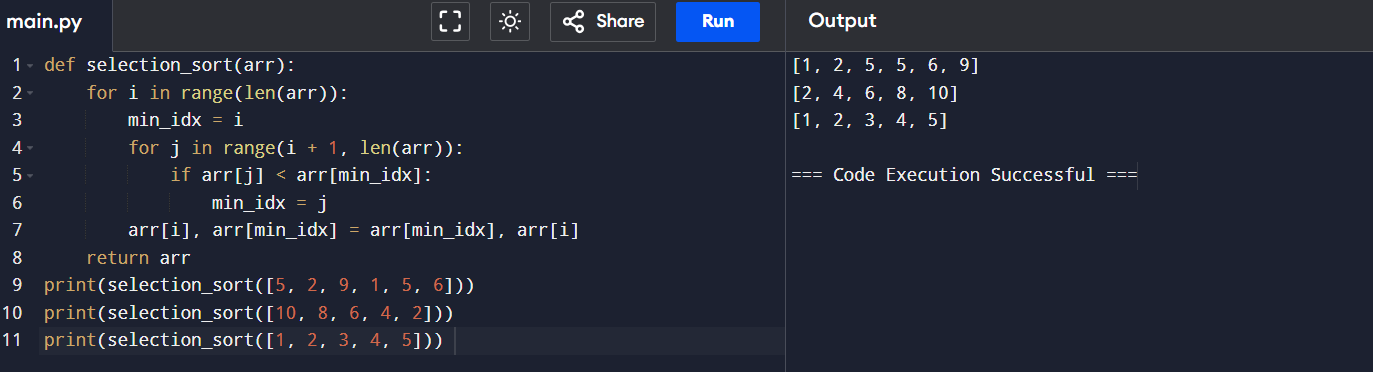 main.py
Share
Run
Output
1 def selection_sort(arr):
2     for i in range(len(arr)):
3         min_idx = i
4         for j in range(i + 1, len(arr)):
5             if arr[j] < arr[min_idx]:
6                 min_idx = j
7         arr[i], arr[min_idx] = arr[min_idx], arr[i]
8     return arr
9 print(selection_sort([5, 2, 9, 1, 5, 6]))
10 print(selection_sort([10, 8, 6, 4, 2]))
11 print(selection_sort([1, 2, 3, 4, 5]))
[1, 2, 5, 5, 6, 9]
[2, 4, 6, 8, 10]
[1, 2, 3, 4, 5]
=== Code Execution Successful ===